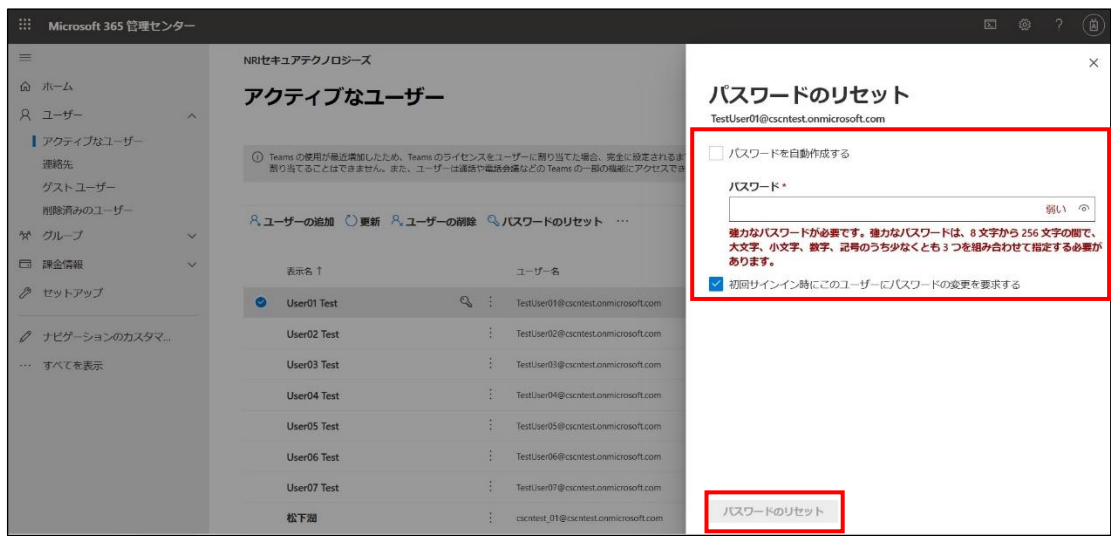 Microsoft 365 管理センター
ホーム
ユーザー
アクティブなユーザー
連絡先
ゲスト ユーザー
削除済みのユーザー
グループ
課金情報
セットアップ
ナビゲーションのカスタマ...
… すべてを表示
NRIセキュアテクノロジーズ
アクティブなユーザー
Teams の使用が最近増加したため、Teams のライセンスをユーザーに割り当てた場合、完全に設定されるま
割り当てることはできません。また、ユーザーは通話や電話会議などの Teams の一部の機能にアクセスでき
ユーザーの追加 更新 ユーザーの削除 パスワードのリセット …
表示名 ↑ ユーザー名
User01 Test TestUser01@cscntest.onmicrosoft.com
User02 Test TestUser02@cscntest.onmicrosoft.com
User03 Test TestUser03@cscntest.onmicrosoft.com
User04 Test TestUser04@cscntest.onmicrosoft.com
User05 Test TestUser05@cscntest.onmicrosoft.com
User06 Test TestUser06@cscntest.onmicrosoft.com
User07 Test TestUser07@cscntest.onmicrosoft.com
松下潤 cscntest_01@cscntest.onmicrosoft.com
パスワードのリセット
TestUser01@cscntest.onmicrosoft.com
パスワードを自動作成する
パスワード *
弱い
強力なパスワードが必要です。強力なパスワードは、8 文字から 256 文字の間で、
大文字、小文字、数字、記号のうち少なくとも 3 つを組み合わせて指定する必要が
あります。
初回サインイン時にこのユーザーにパスワードの変更を要求する
パスワードのリセット